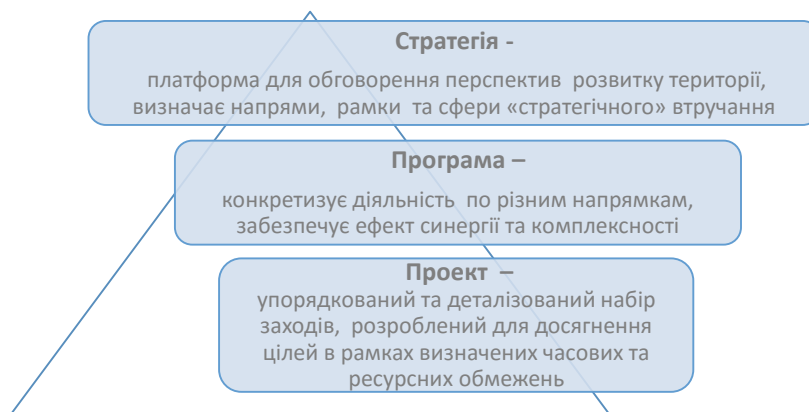 Стратегія -
платформа для обговорення перспектив розвитку території,
визначає напрями, рамки та сфери «стратегічного» втручання
Програма –
конкретизує діяльність по різним напрямкам,
забезпечує ефект синергії та комплексності
Проект –
упорядкований та деталізований набір
заходів, розроблений для досягнення
цілей в рамках визначених часових та
ресурсних обмежень